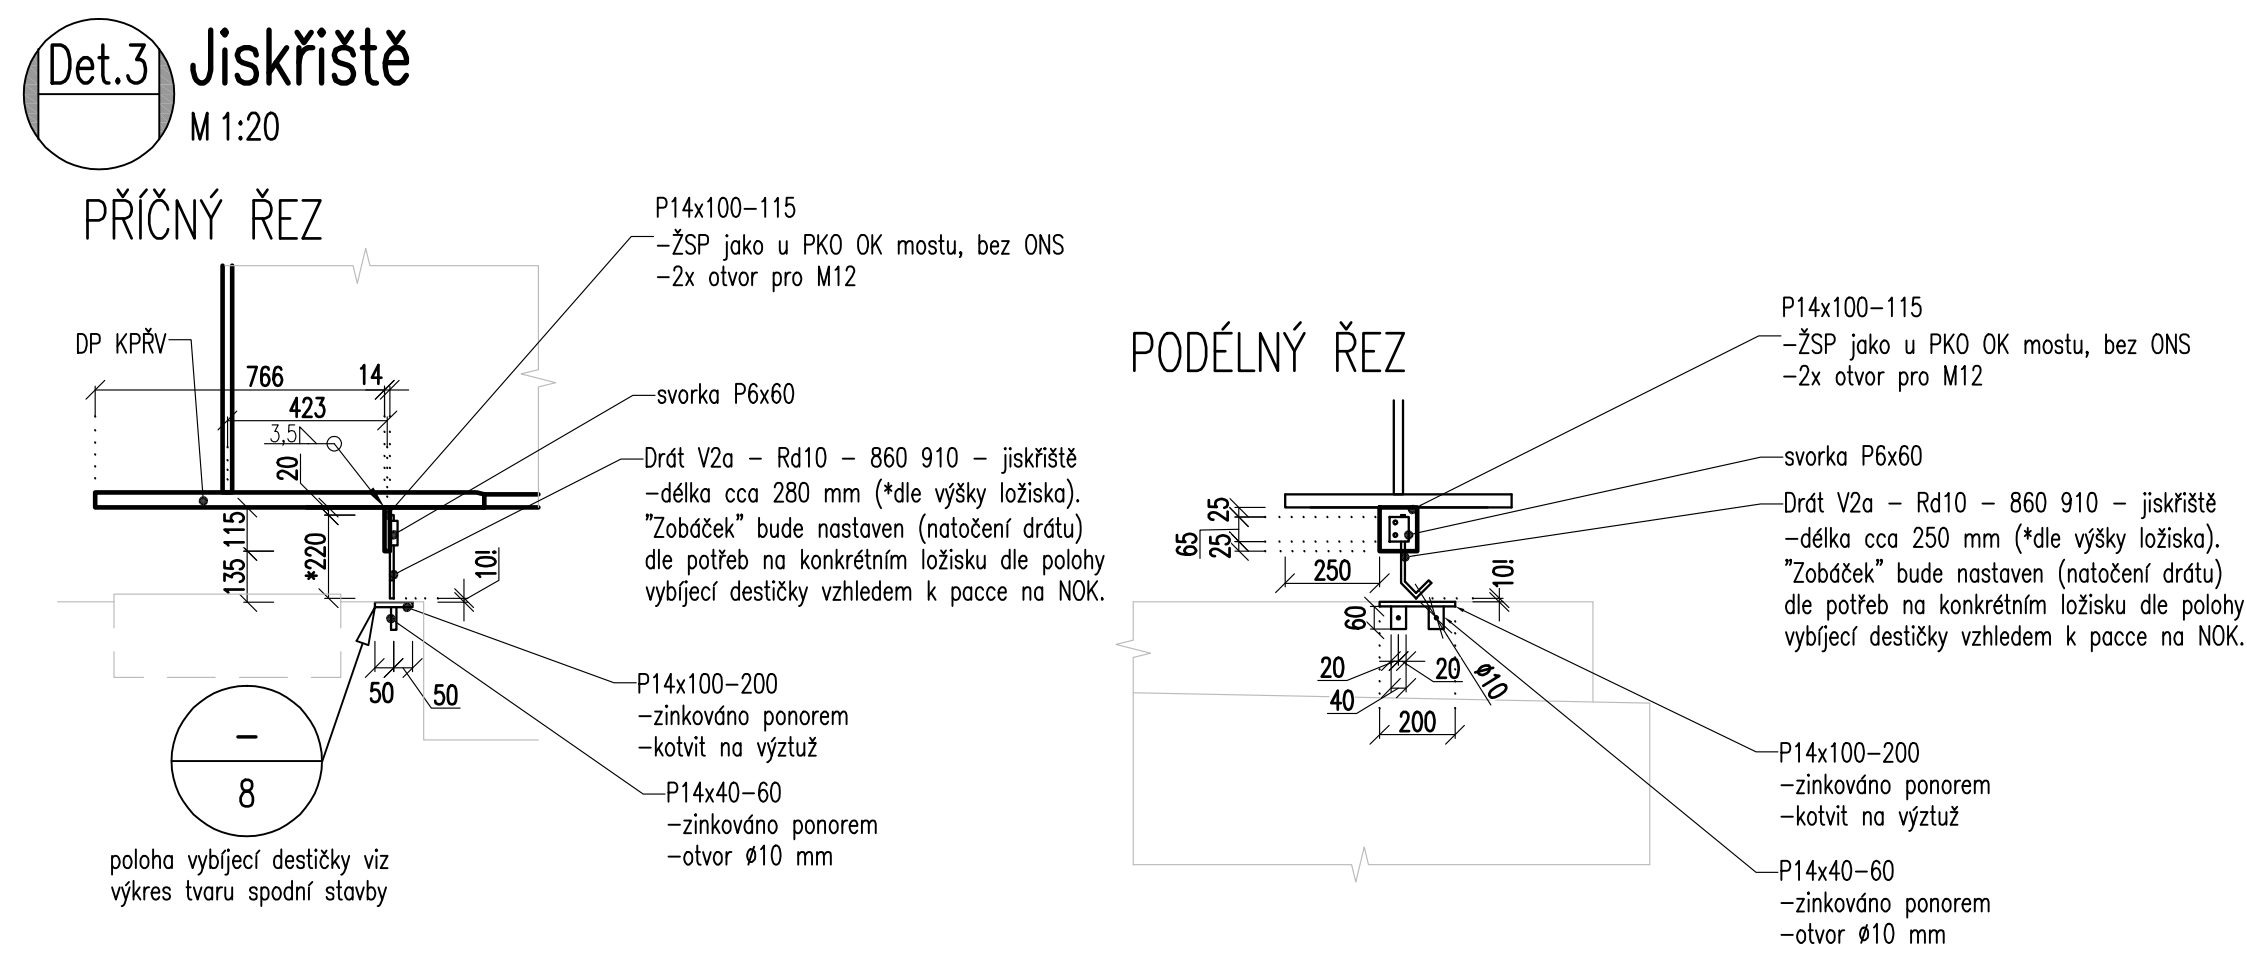 Det.3
Jiskřiště
M 1:20
PŘÍČNÝ ŘEZ
P14x100-115
-ŽSP jako u PKO OK mostu, bez ONS
-2x otvor pro M12
DP KPŘV
766
14
423
3,5
20
svorka P6x60
Drát V2a - Rd10 - 860 910 - jiskřiště
-délka cca 280 mm (*dle výšky ložiska).
"Zobáček" bude nastaven (natočení drátu)
dle potřeb na konkrétním ložisku dle polohy
vybíjecí destičky vzhledem k pacce na NOK.
115
135
*220
10!
50
50
P14x100-200
-zinkováno ponorem
-kotvit na výztuž
P14x40-60
-zinkováno ponorem
-otvor ø10 mm
-
8
poloha vybíjecí destičky viz
výkres tvaru spodní stavby
PODÉLNÝ ŘEZ
P14x100-115
-ŽSP jako u PKO OK mostu, bez ONS
-2x otvor pro M12
svorka P6x60
Drát V2a - Rd10 - 860 910 - jiskřiště
-délka cca 250 mm (*dle výšky ložiska).
"Zobáček" bude nastaven (natočení drátu)
dle potřeb na konkrétním ložisku dle polohy
vybíjecí destičky vzhledem k pacce na NOK.
25
65
25
250
10!
60
20
20
40
ø10
200
P14x100-200
-zinkováno ponorem
-kotvit na výztuž
P14x40-60
-zinkováno ponorem
-otvor ø10 mm